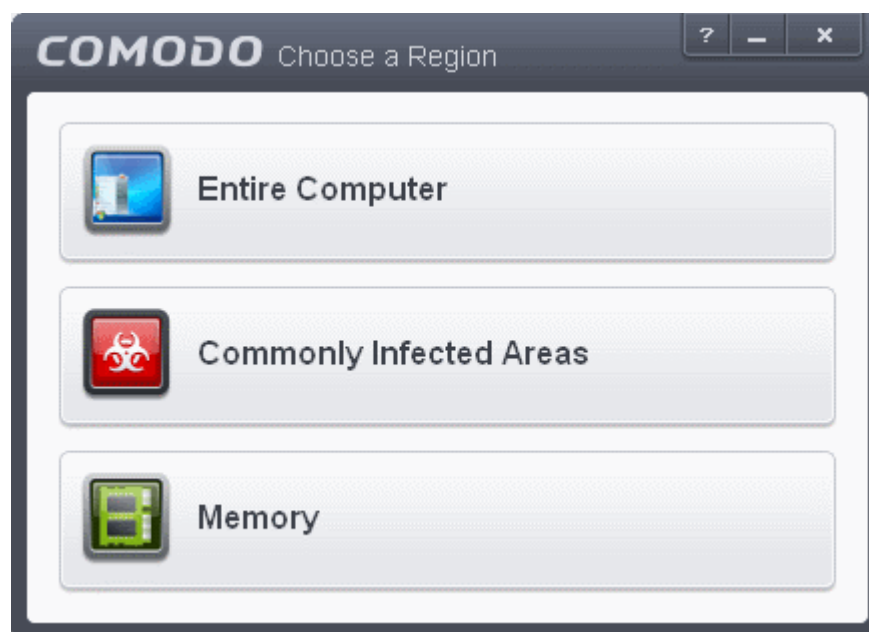 COMODO Choose a Region ? – x
Entire Computer
Commonly Infected Areas
Memory